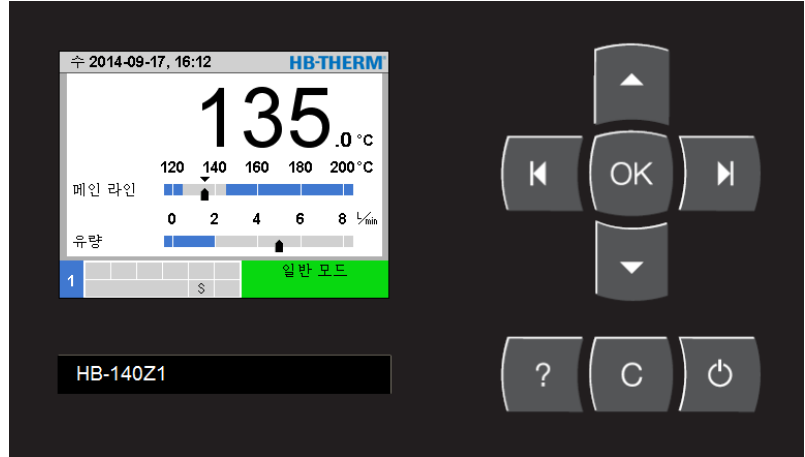 수 2014-09-17, 16:12 HB-THERM®
135.0 °C
120 140 160 180 200°C
메인 라인
0 2 4 6 8 L/min
유량
1 S 일반 모드
OK
HB-140Z1
? C